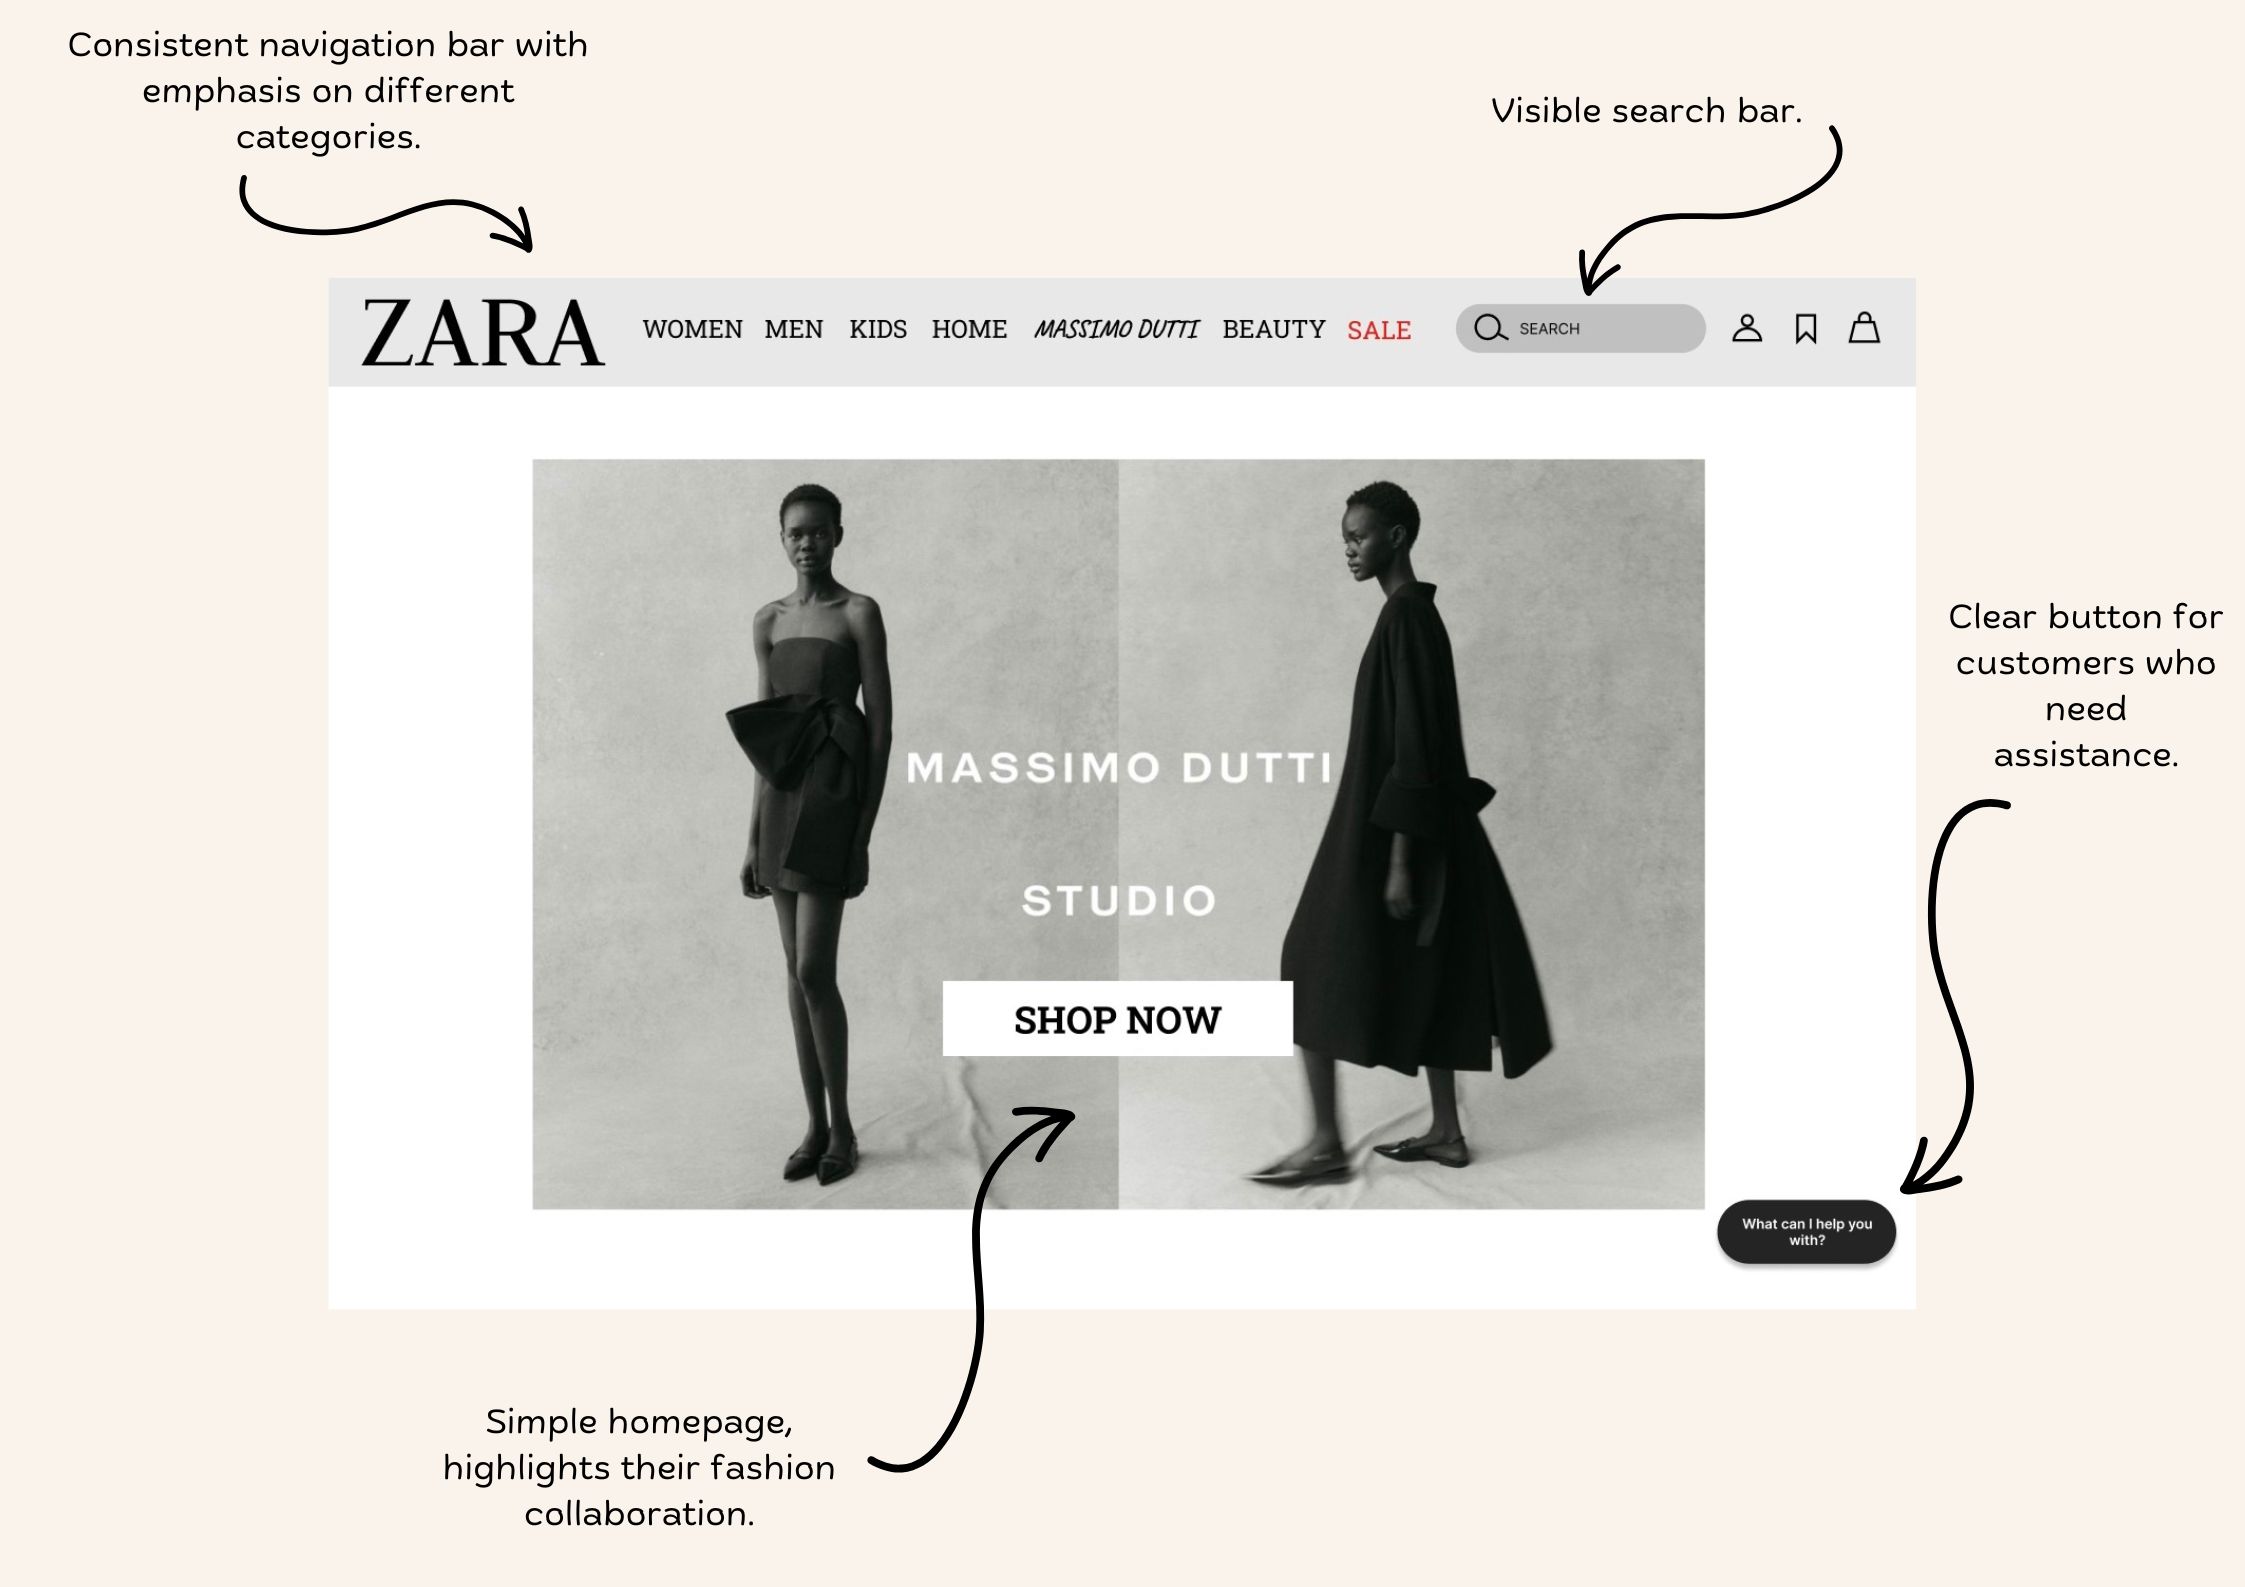 Consistent navigation bar with
emphasis on different
categories.
Visible search bar.
ZARA WOMEN MEN KIDS HOME MASSIMO DUTTI BEAUTY SALE SEARCH
MASSIMO DUTTI
STUDIO
SHOP NOW
Clear button for
customers who
need
assistance.
What can I help you
with?
Simple homepage,
highlights their fashion
collaboration.